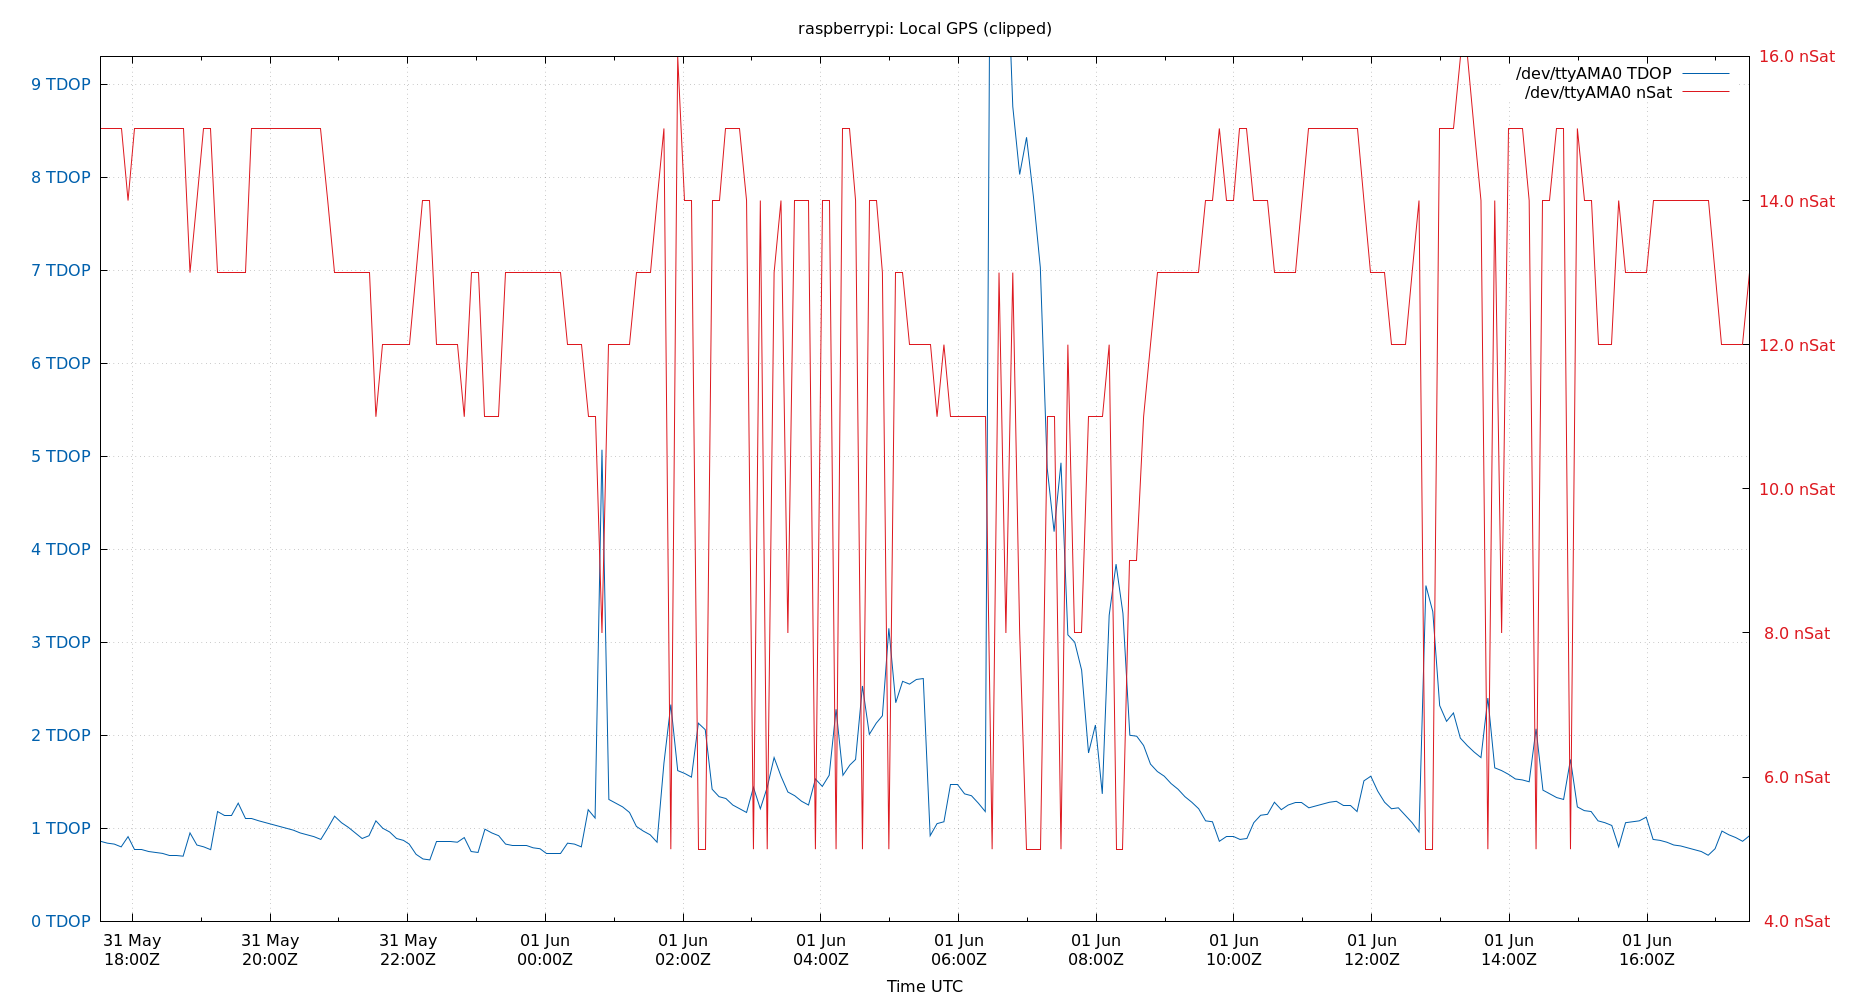 raspberrypi: Local GPS (clipped)
/dev/ttyAMA0 TDOP
/dev/ttyAMA0 nSat
9 TDOP
8 TDOP
7 TDOP
6 TDOP
5 TDOP
4 TDOP
3 TDOP
2 TDOP
1 TDOP
0 TDOP
16.0 nSat
14.0 nSat
12.0 nSat
10.0 nSat
8.0 nSat
6.0 nSat
4.0 nSat
31 May 31 May 31 May 01 Jun 01 Jun 01 Jun 01 Jun 01 Jun 01 Jun 01 Jun 01 Jun 01 Jun
18:00Z 20:00Z 22:00Z 00:00Z 02:00Z 04:00Z 06:00Z 08:00Z 10:00Z 12:00Z 14:00Z 16:00Z
Time UTC